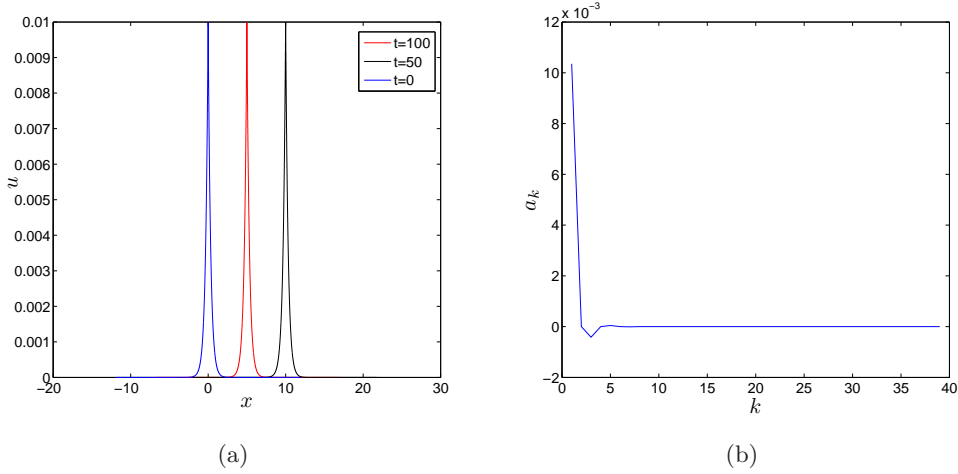 0.01
0.009
0.008
0.007
0.006
0.005
0.004
0.003
0.002
0.001
0
u
−20 −10 0 10 20 30
x
t=100
t=50
t=0
(a)
x 10⁻³
12
10
8
6
4
2
0
−2
aₖ
0 5 10 15 20 25 30 35 40
k
(b)